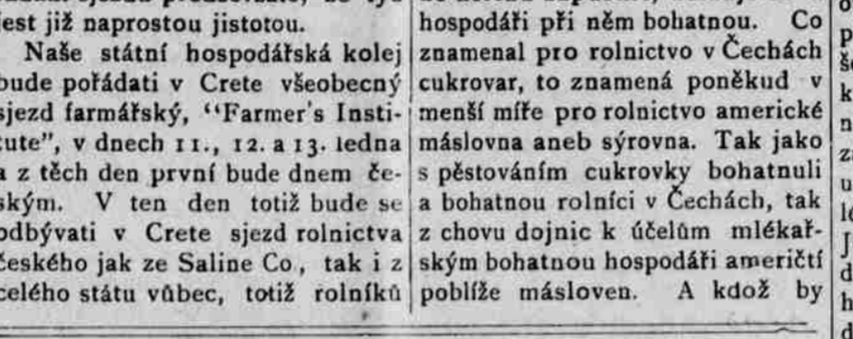 jest již naprostou jistotou.
Naše státní hospodářská kolej
bude pořádati v Crete všeobecný
sjezd farmářský, “Farmer's Insti-
tute”, v dnech 11., 12. a 13. ledna
a z těch den první bude dnem če-
ským. V ten den totiž bude se
odbývati v Crete sjezd rolnictva
českého jak ze Saline Co., tak i z
celého státu vůbec, totiž rolníků
hospodáři při něm bohatnou. Co
znamenal pro rolnictvo v Čechách
cukrovar, to znamená poněkud v
menší míře pro rolnictvo americké
máslovna aneb sýrovna. Tak jako
s pěstováním cukrovky bohatnuli
a bohatnou rolníci v Čechách, tak
z chovu dojnic k účelům mlékař-
ským bohatnou hospodáři američtí
poblíže másloven. A kdož by